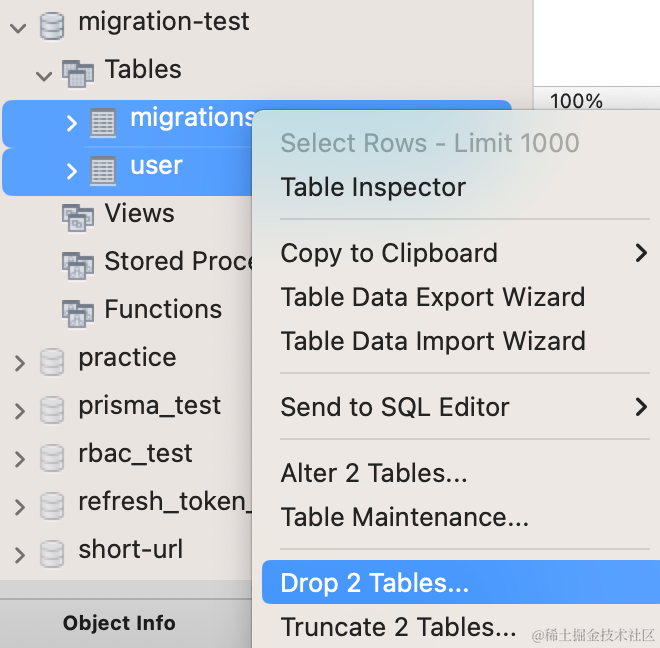 migration-test
Tables
migrations
user
Views
Stored Proce
Functions
practice
prisma_test
rbac_test
refresh_token_
short-url
Object Info
100%
Select Rows - Limit 1000
Table Inspector
Copy to Clipboard
Table Data Export Wizard
Table Data Import Wizard
Send to SQL Editor
Alter 2 Tables...
Table Maintenance...
Drop 2 Tables...
Truncate 2 Tables...
@稀土掘金技术社区